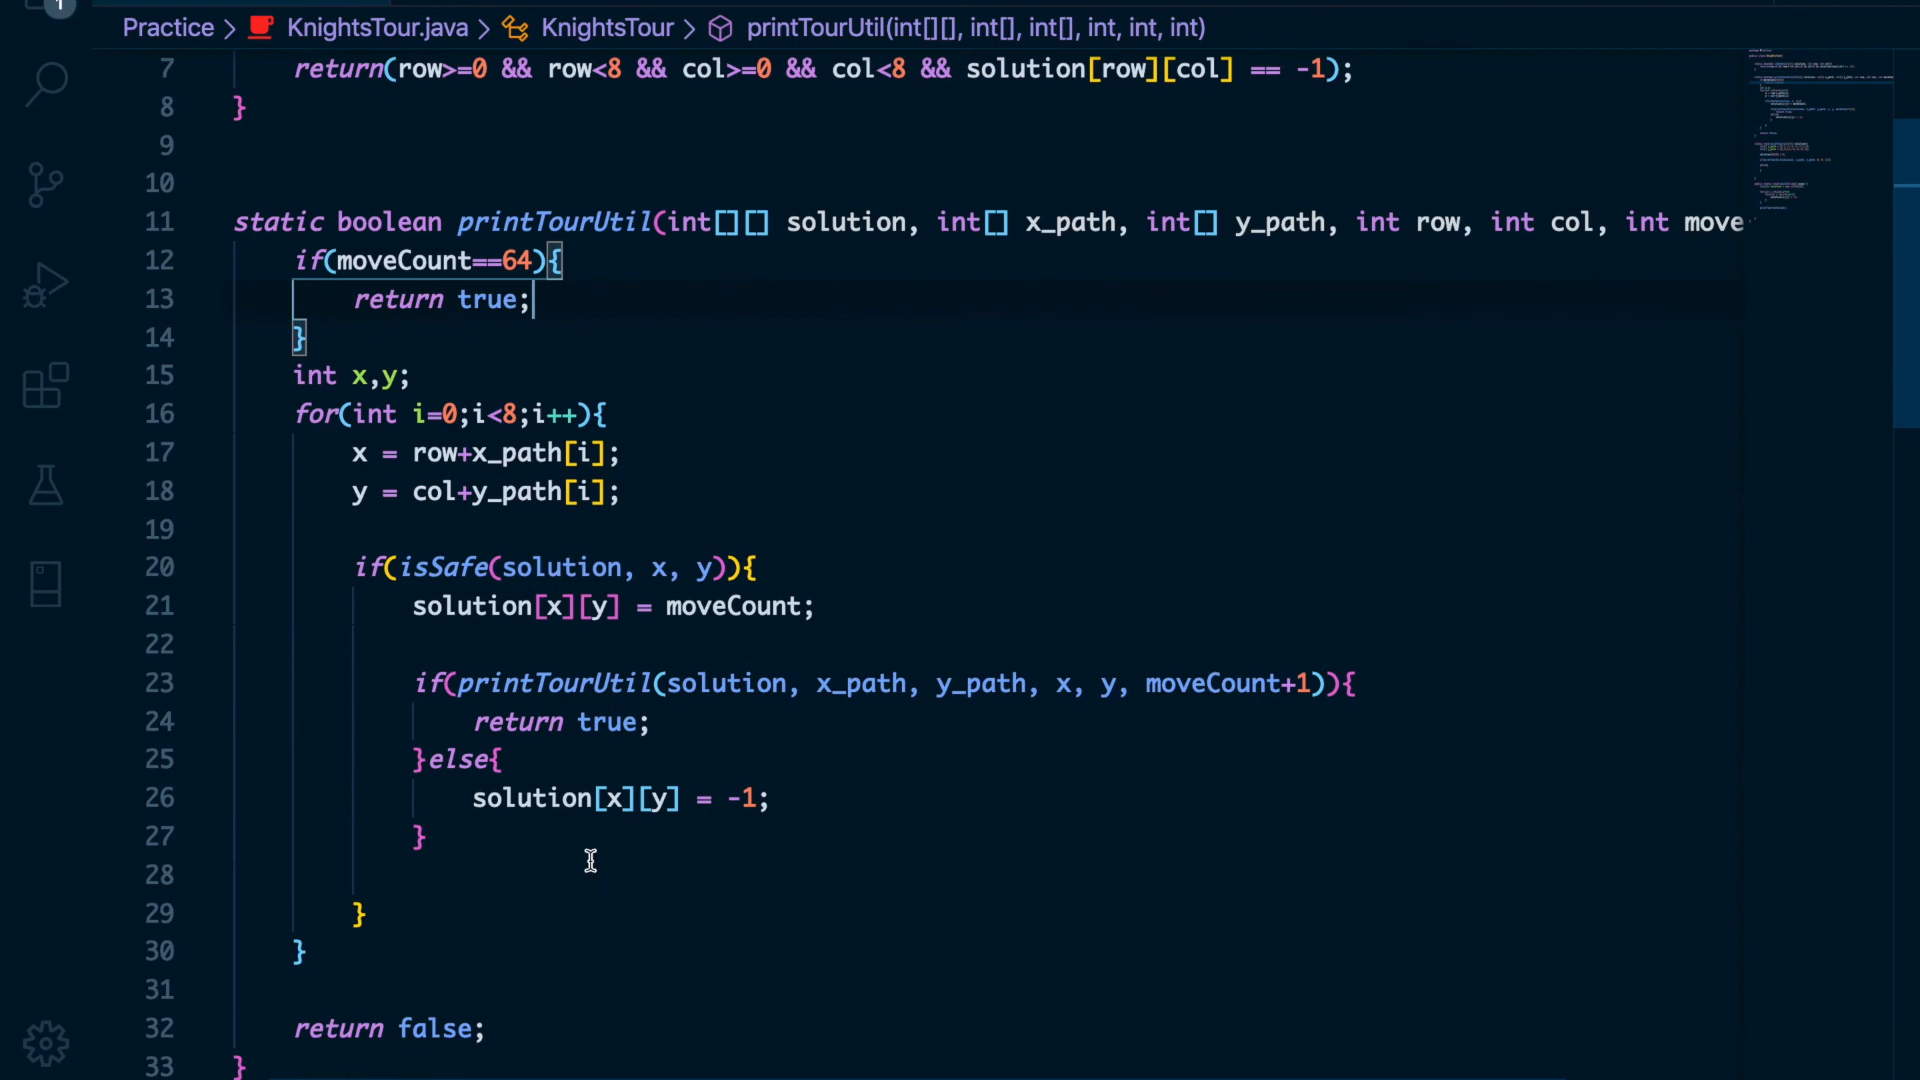 1
Practice > KnightsTour.java > KnightsTour > printTourUtil(int[][], int[], int[], int, int, int)
7 return(row>=0 && row<8 && col>=0 && col<8 && solution[row][col] == -1);
8 }
9
10
11 static boolean printTourUtil(int[][] solution, int[] x_path, int[] y_path, int row, int col, int move
12 if(moveCount==64){
13 return true;
14 }
15 int x,y;
16 for(int i=0;i<8;i++){
17 x = row+x_path[i];
18 y = col+y_path[i];
19
20 if(isSafe(solution, x, y)){
21 solution[x][y] = moveCount;
22
23 if(printTourUtil(solution, x_path, y_path, x, y, moveCount+1)){
24 return true;
25 }else{
26 solution[x][y] = -1;
27 }
28
29 }
30 }
31
32 return false;
33 }